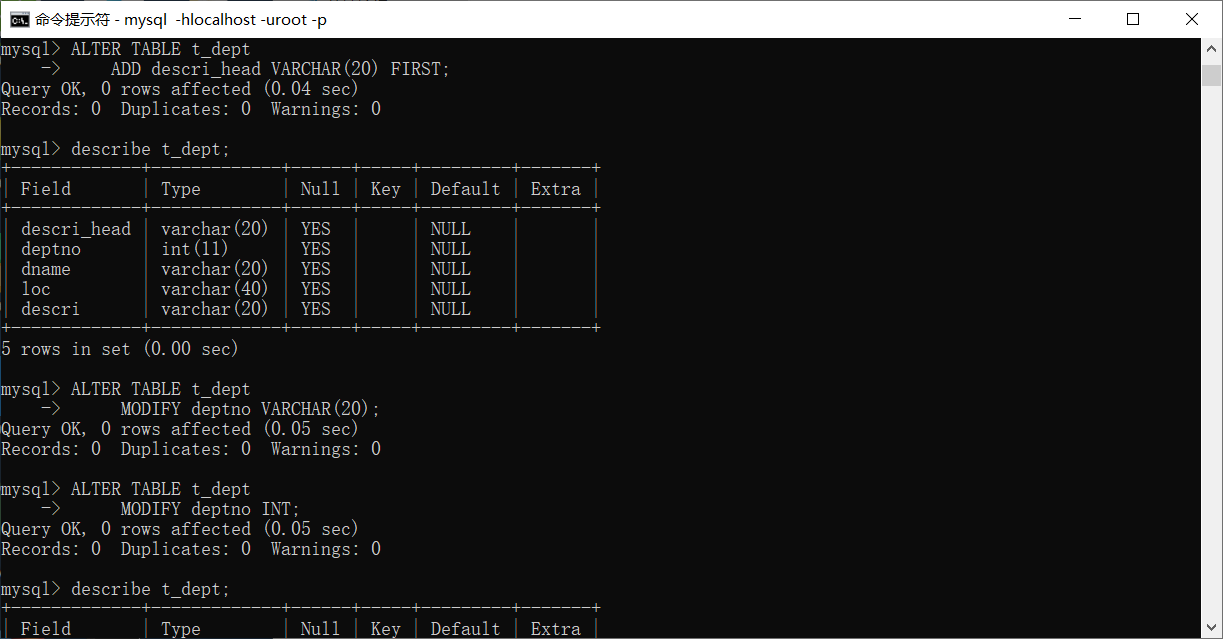 命令提示符 - mysql -hlocalhost -uroot -p
mysql> ALTER TABLE t_dept
    ->     ADD descri_head VARCHAR(20) FIRST;
Query OK, 0 rows affected (0.04 sec)
Records: 0  Duplicates: 0  Warnings: 0
mysql> describe t_dept;
+-------------+-------------+------+-----+---------+-------+
| Field       | Type        | Null | Key | Default | Extra |
+-------------+-------------+------+-----+---------+-------+
| descri_head | varchar(20) | YES  |     | NULL    |       |
| deptno      | int(11)     | YES  |     | NULL    |       |
| dname       | varchar(20) | YES  |     | NULL    |       |
| loc         | varchar(40) | YES  |     | NULL    |       |
| descri      | varchar(20) | YES  |     | NULL    |       |
+-------------+-------------+------+-----+---------+-------+
5 rows in set (0.00 sec)
mysql> ALTER TABLE t_dept
    ->      MODIFY deptno VARCHAR(20);
Query OK, 0 rows affected (0.05 sec)
Records: 0  Duplicates: 0  Warnings: 0
mysql> ALTER TABLE t_dept
    ->      MODIFY deptno INT;
Query OK, 0 rows affected (0.05 sec)
Records: 0  Duplicates: 0  Warnings: 0
mysql> describe t_dept;
+-------------+-------------+------+-----+---------+-------+
| Field       | Type        | Null | Key | Default | Extra |